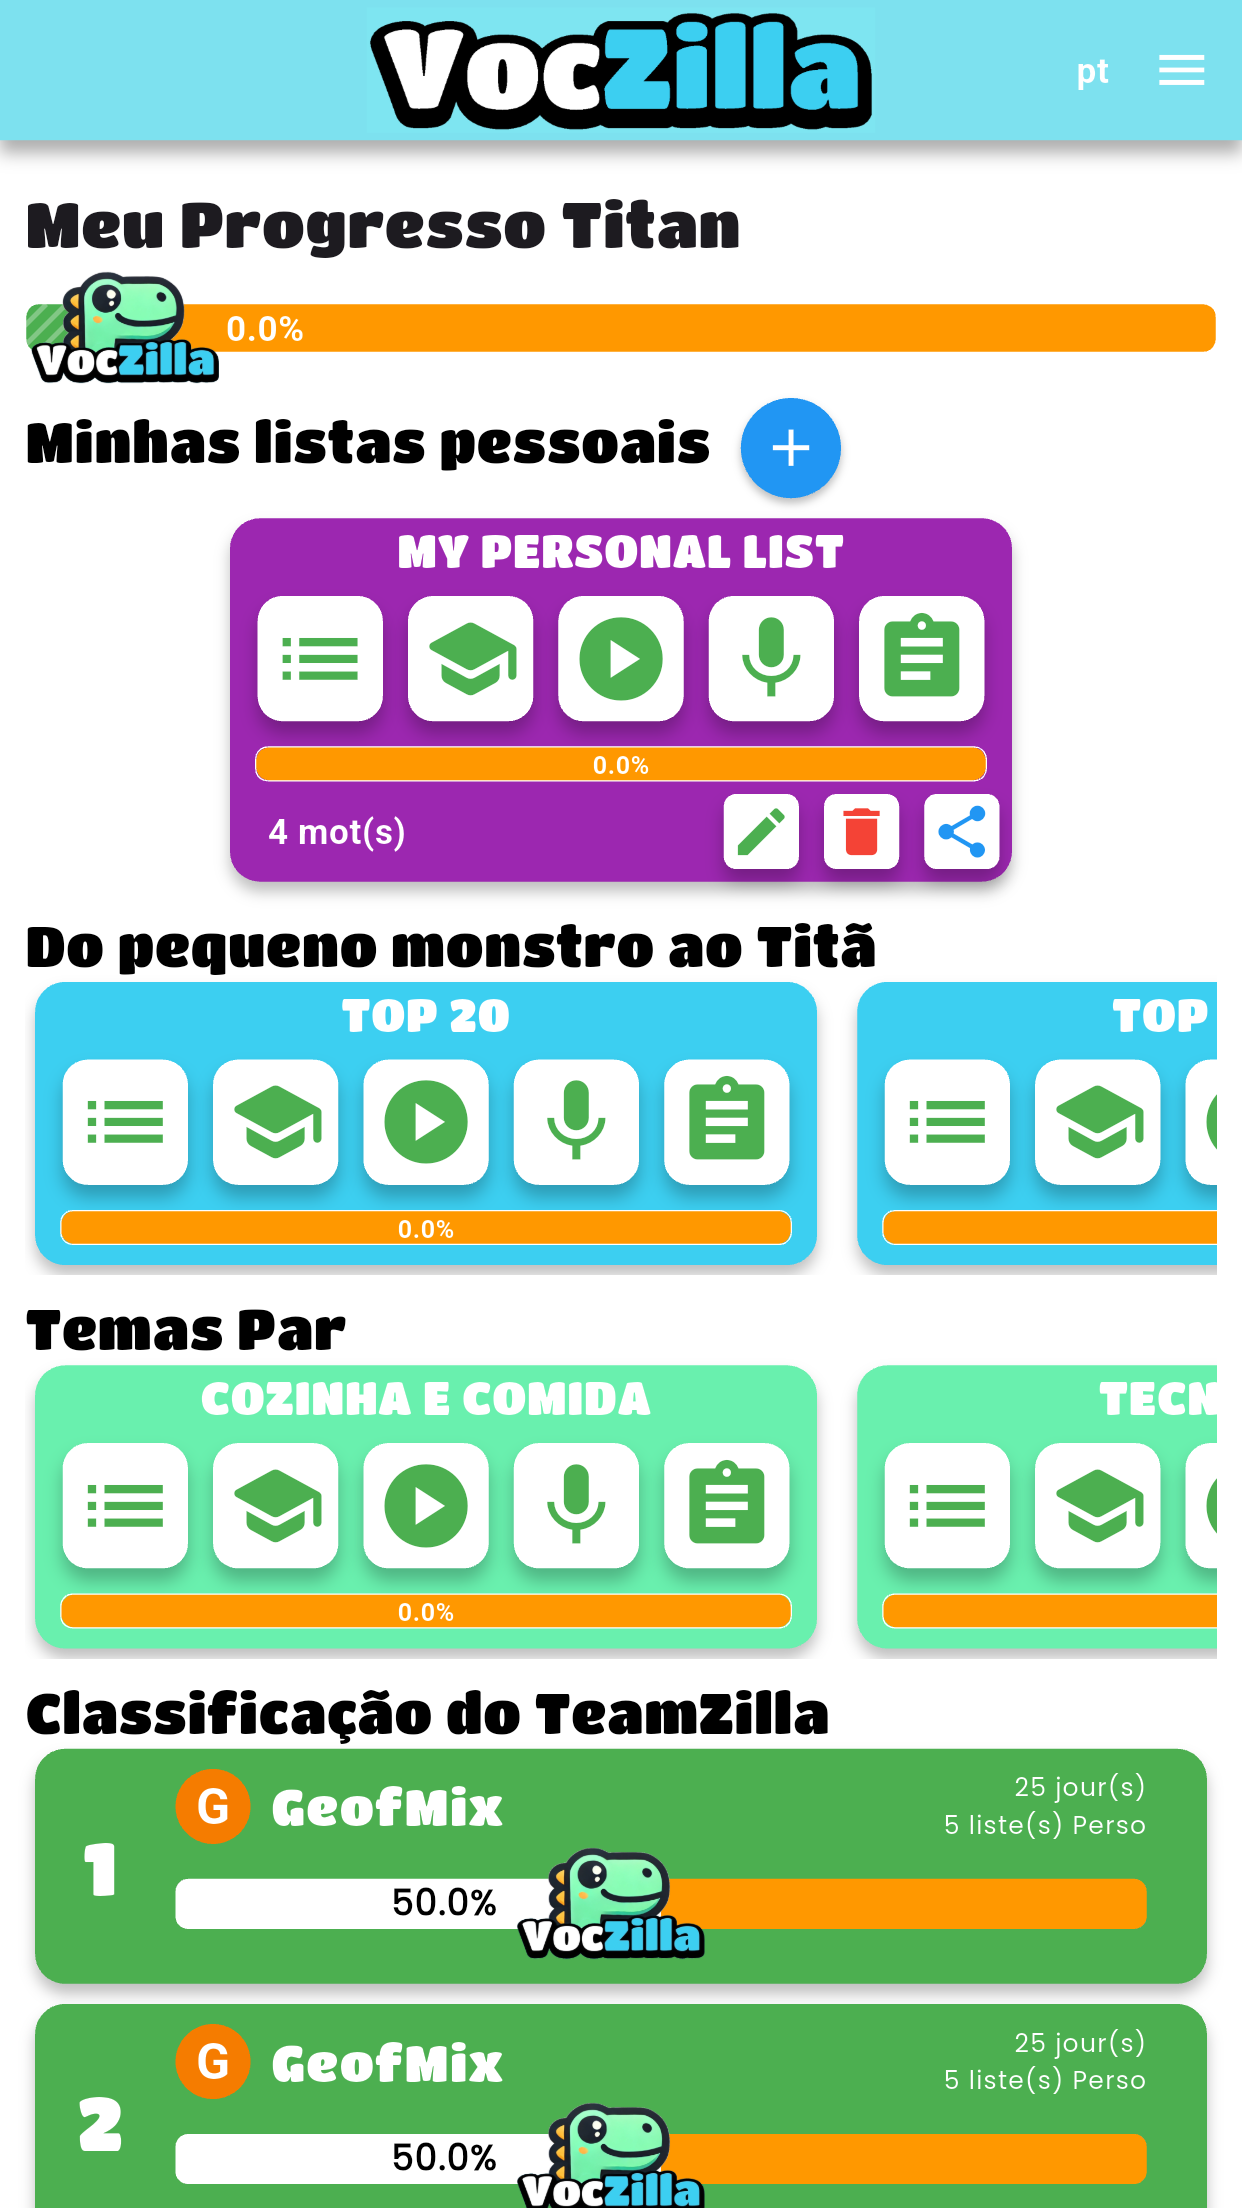 VocZilla
pt
Meu Progresso Titan
VocZilla
0.0%
Minhas listas pessoais
MY PERSONAL LIST
0.0%
4 mot(s)
Do pequeno monstro ao Titã
TOP 20
TOP
0.0%
Temas Par
COZINHA E COMIDA
TECN
0.0%
Classificação do TeamZilla
1
G
GeofMix
25 jour(s)
5 liste(s) Perso
50.0%
VocZilla
2
G
GeofMix
25 jour(s)
5 liste(s) Perso
50.0%
VocZilla